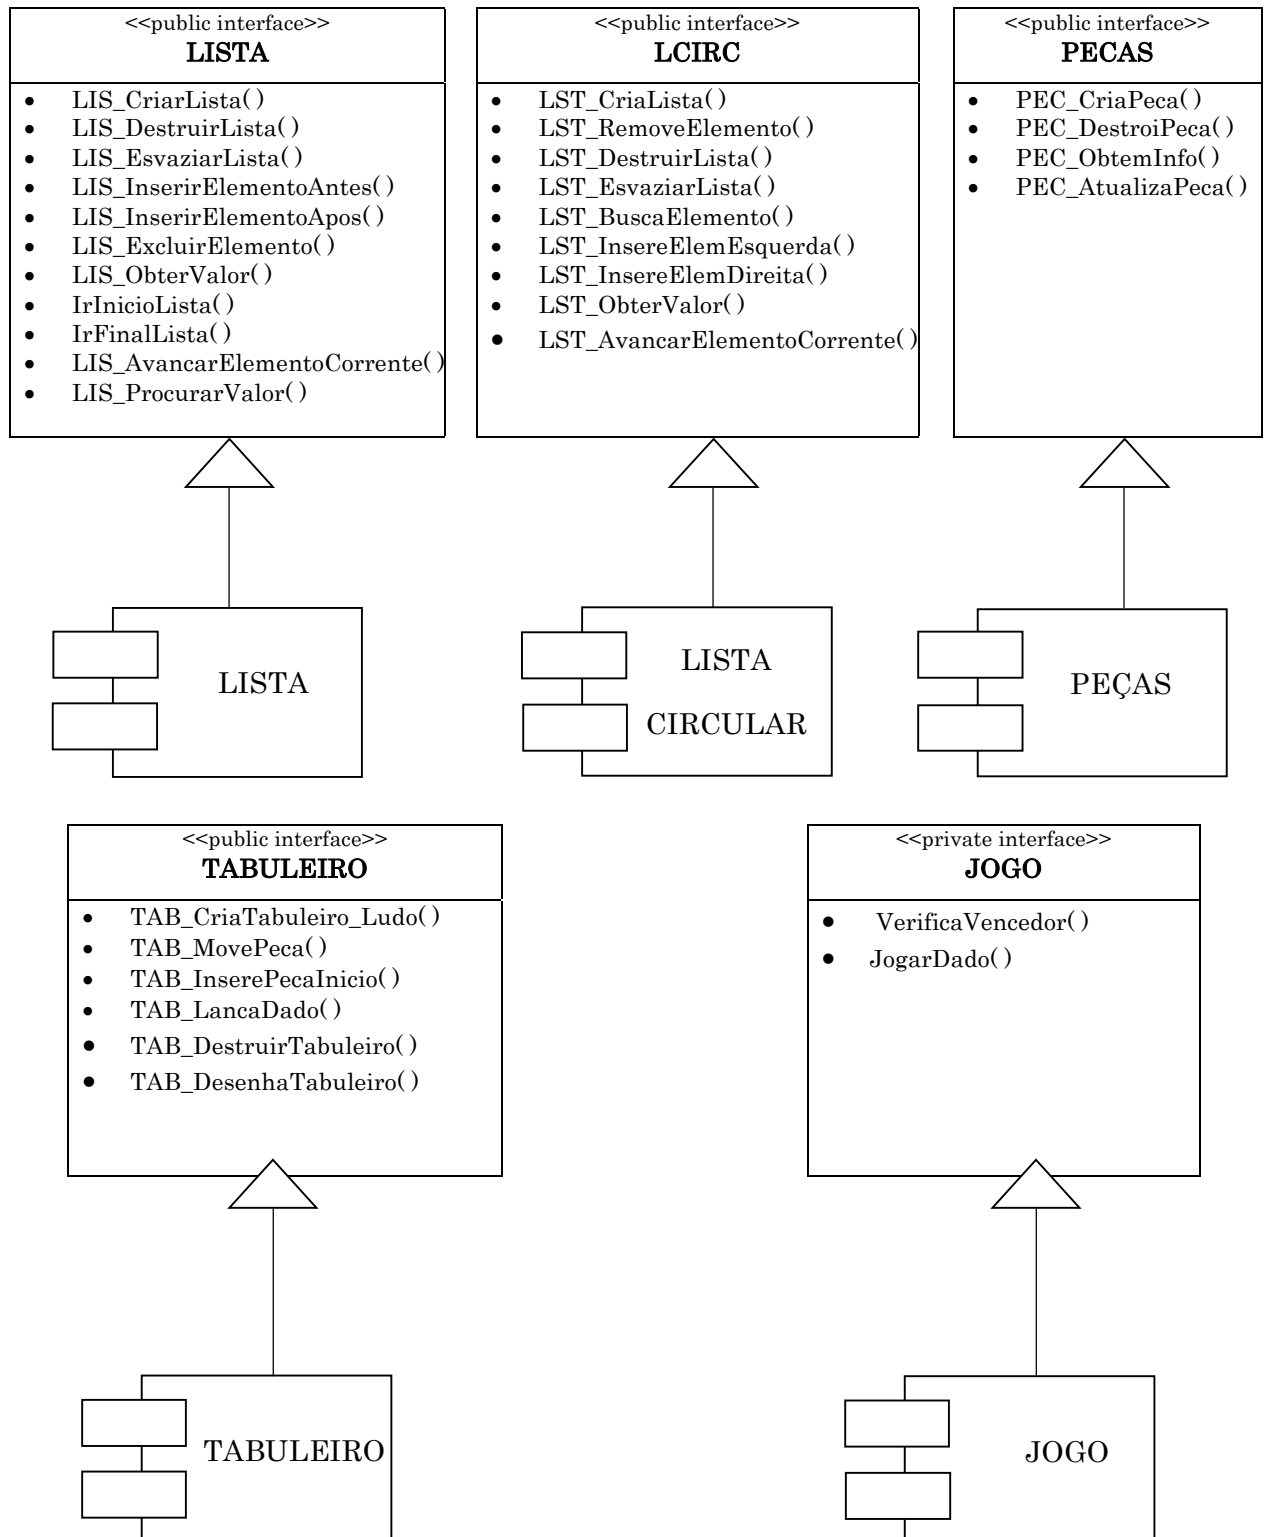 <<public interface>>
LISTA
• LIS_CriarLista( )
• LIS_DestruirLista( )
• LIS_EsvaziarLista( )
• LIS_InserirElementoAntes( )
• LIS_InserirElementoApos( )
• LIS_ExcluirElemento( )
• LIS_ObterValor( )
• IrInicioLista( )
• IrFinalLista( )
• LIS_AvancarElementoCorrente( )
• LIS_ProcurarValor( )
<<public interface>>
LCIRC
• LST_CriaLista( )
• LST_RemoveElemento( )
• LST_DestruirLista( )
• LST_EsvaziarLista( )
• LST_BuscaElemento( )
• LST_InsereElemEsquerda( )
• LST_InsereElemDireita( )
• LST_ObterValor( )
• LST_AvancarElementoCorrente( )
<<public interface>>
PECAS
• PEC_CriaPeca( )
• PEC_DestroiPeca( )
• PEC_ObtemInfo( )
• PEC_AtualizaPeca( )
LISTA
LISTA
CIRCULAR
PEÇAS
<<public interface>>
TABULEIRO
• TAB_CriaTabuleiro_Ludo( )
• TAB_MovePeca( )
• TAB_InserePecaInicio( )
• TAB_LancaDado( )
• TAB_DestruirTabuleiro( )
• TAB_DesenhaTabuleiro( )
<<private interface>>
JOGO
• VerificaVencedor( )
• JogarDado( )
TABULEIRO
JOGO